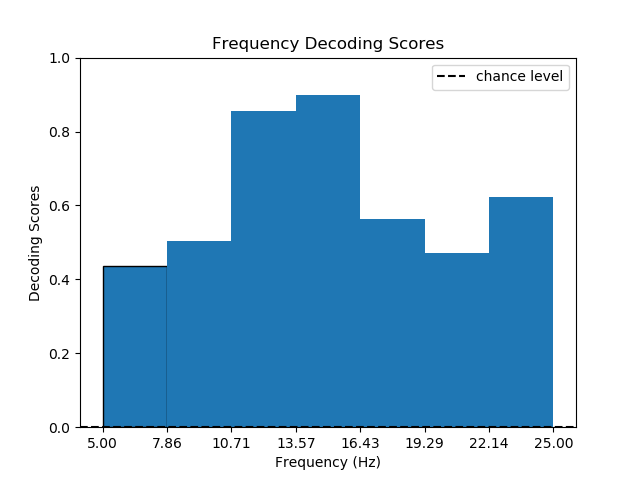 Frequency Decoding Scores
chance level
1.0
0.8
0.6
0.4
0.2
0.0
Decoding Scores
5.00 7.86 10.71 13.57 16.43 19.29 22.14 25.00
Frequency (Hz)